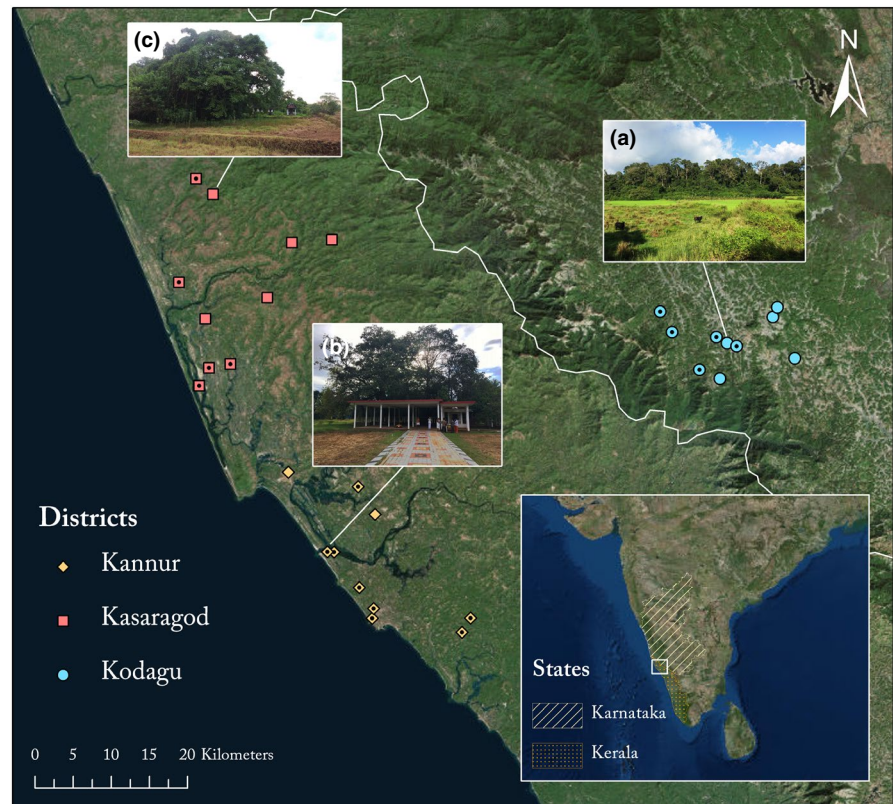 (c)
N
(a)
(b)
Districts
Kannur
Kasaragod
Kodagu
0 5 10 15 20 Kilometers
States
Karnataka
Kerala